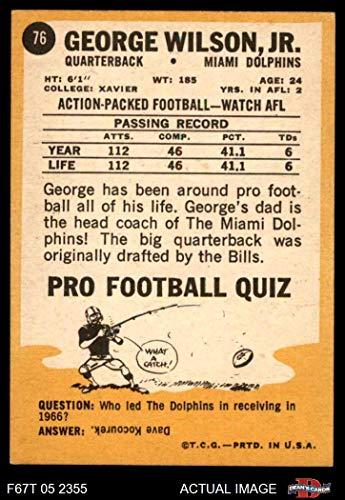 76 GEORGE WILSON, JR.
QUARTERBACK • MIAMI DOLPHINS
HT: 6'1" WT: 185 AGE: 24
COLLEGE: XAVIER YRS. IN AFL: 2
ACTION-PACKED FOOTBALL—WATCH AFL
PASSING RECORD
ATTS. COMP. PCT. TDs
YEAR 112 46 41.1 6
LIFE 112 46 41.1 6
George has been around pro foot-
ball all of his life. George's dad is
the head coach of The Miami Dol-
phins! The big quarterback was
originally drafted by the Bills.
PRO FOOTBALL QUIZ
WHAT A CATCH!
QUESTION: Who led The Dolphins in receiving in
1966?
ANSWER: Dave Kocourek.
©T.C.G.—PRTD. IN U.S.A.
F67T 05 2355 ACTUAL IMAGE
DEAN'S CARDS